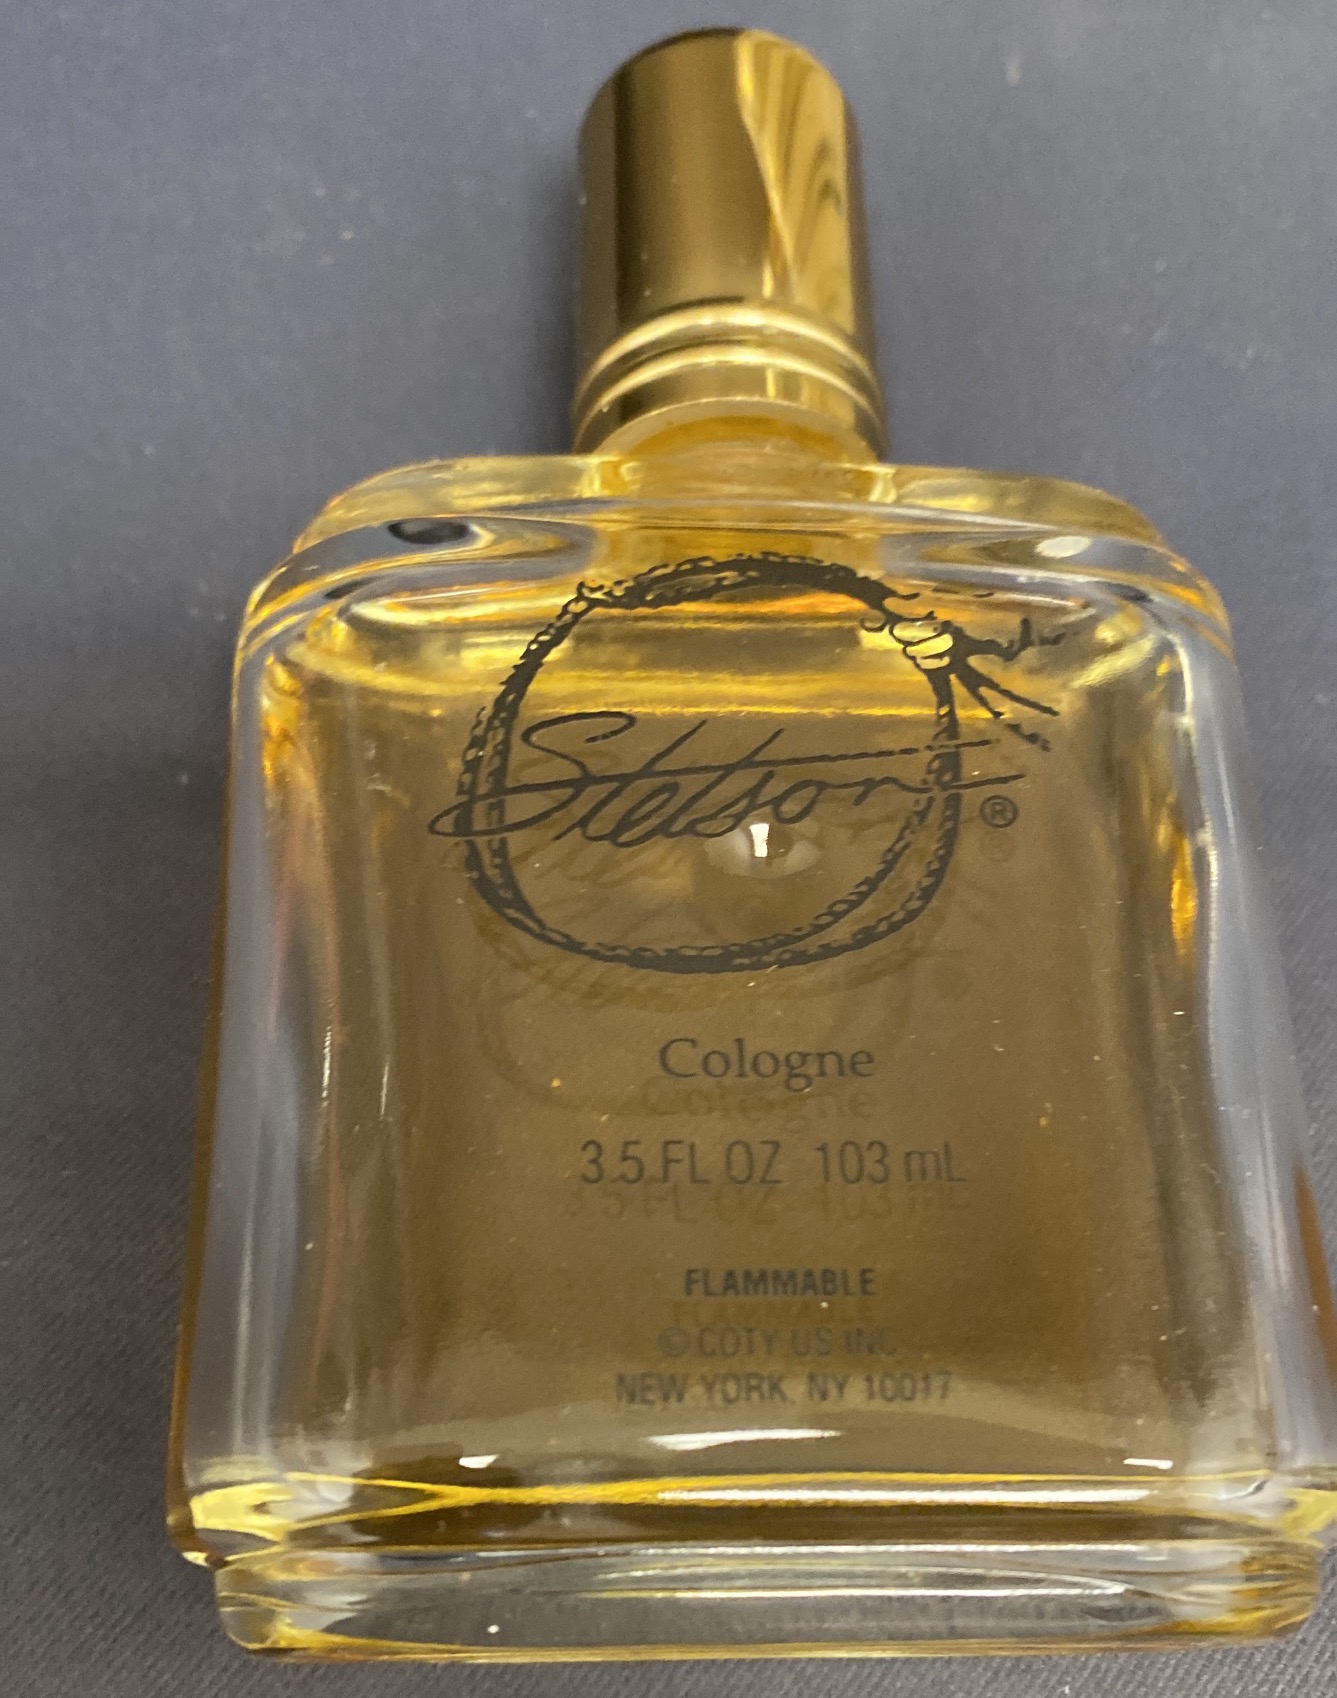 Stetson®
Cologne
3.5 FL OZ 103 mL
FLAMMABLE
© COTY US INC.
NEW YORK, NY 10017